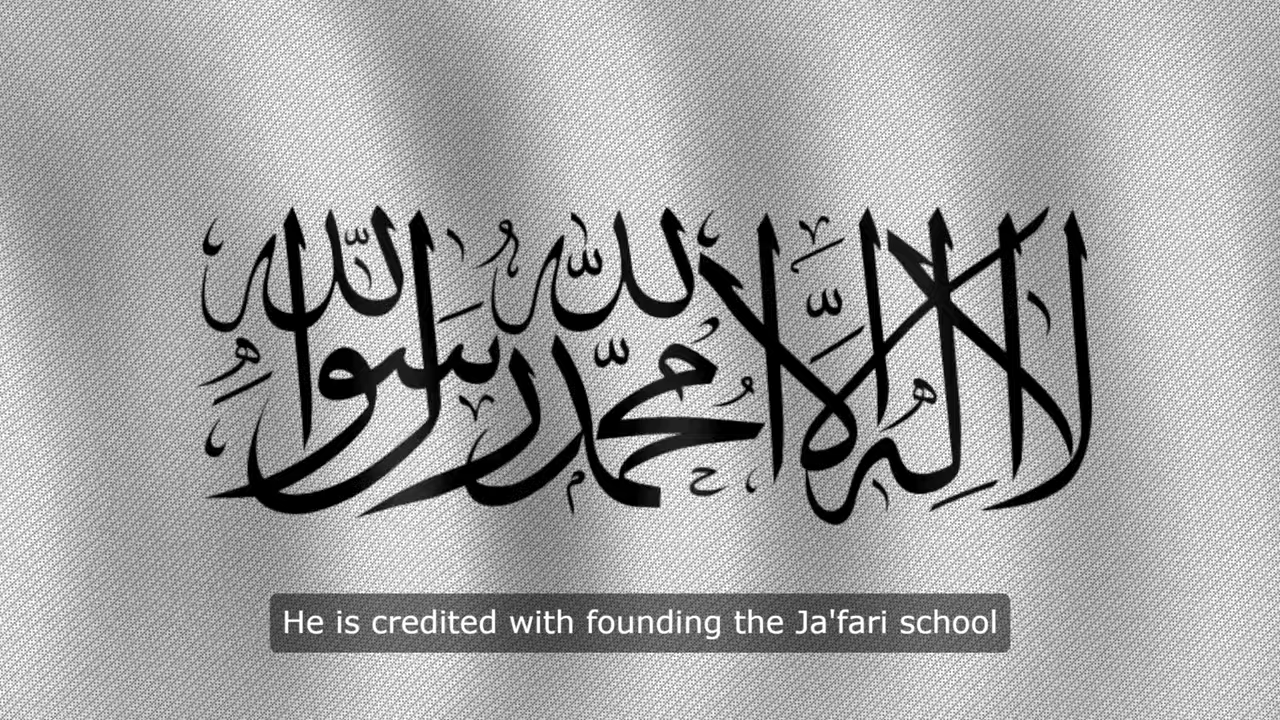 لا إله إلا الله محمد رسول الله
He is credited with founding the Ja'fari school